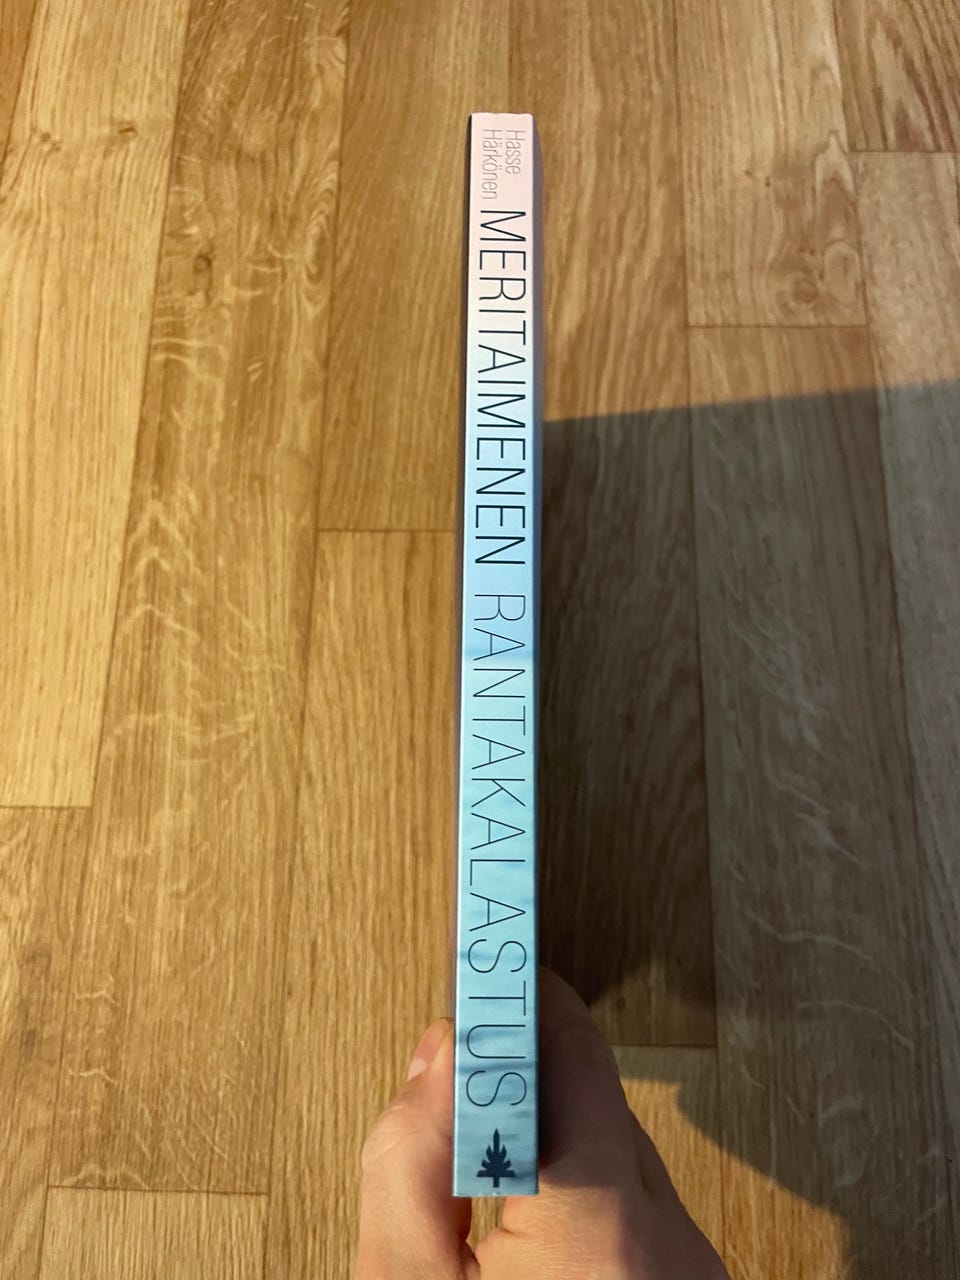 Hasse
Härkönen
MERITAIMENEN RANTAKALASTUS